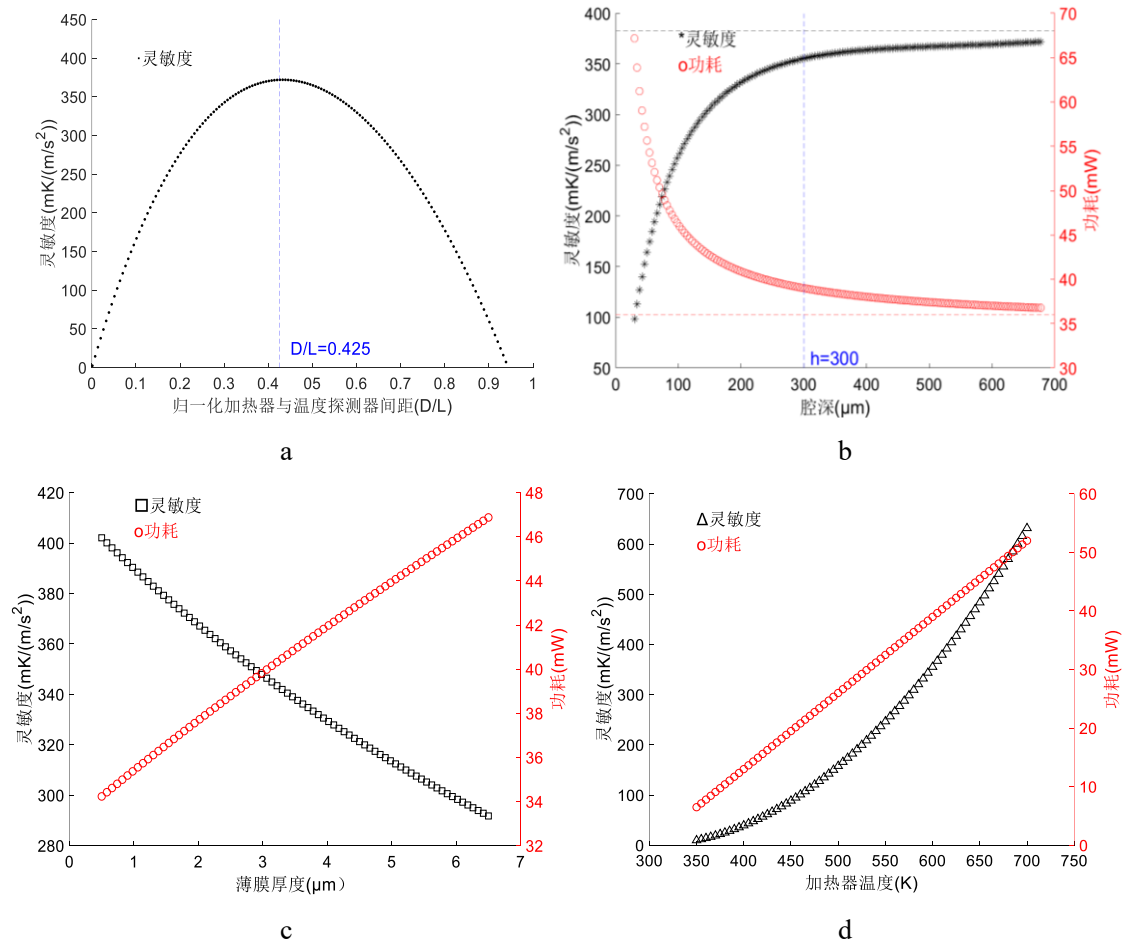 450
400
350
300
250
200
150
100
50
0
灵敏度(mK/(m/s²))
·灵敏度
D/L=0.425
0 0.1 0.2 0.3 0.4 0.5 0.6 0.7 0.8 0.9 1
归一化加热器与温度探测器间距(D/L)
a
400
350
300
250
200
150
100
50
灵敏度(mK/(m/s²))
*灵敏度
o功耗
h=300
70
65
60
55
50
45
40
35
30
功耗(mW)
0 100 200 300 400 500 600 700
腔深(μm)
b
420
400
380
360
340
320
300
280
灵敏度(mK/(m/s²))
□灵敏度
o功耗
48
46
44
42
40
38
36
34
32
功耗(mW)
0 1 2 3 4 5 6 7
薄膜厚度(μm）
c
700
600
500
400
300
200
100
0
灵敏度(mK/(m/s²))
Δ灵敏度
o功耗
60
50
40
30
20
10
0
功耗(mW)
300 350 400 450 500 550 600 650 700 750
加热器温度(K)
d